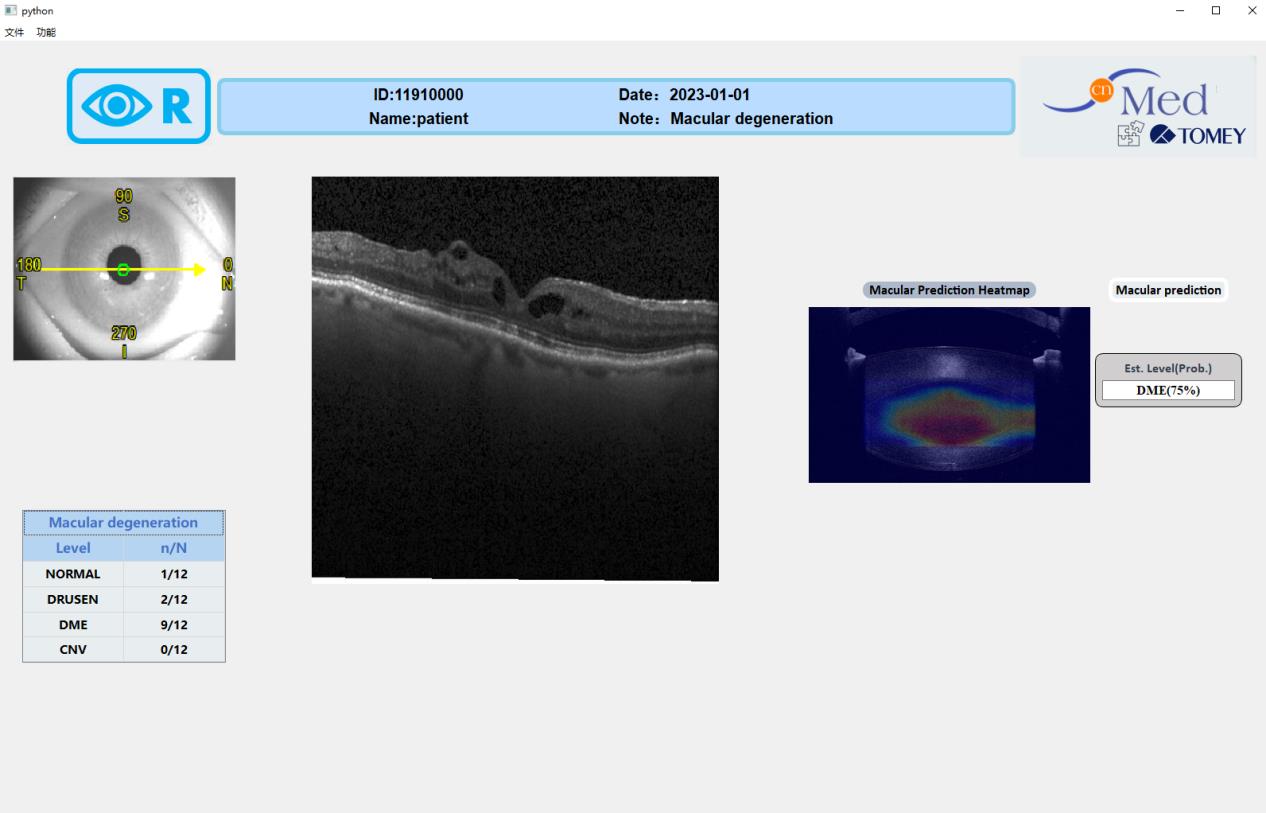 python
文件 功能
R
ID:11910000 Date：2023-01-01
Name:patient Note：Macular degeneration
cn Med
TOMEY
90
S
180 0
T N
270
I
Macular Prediction Heatmap Macular prediction
Est. Level(Prob.)
DME(75%)
Macular degeneration
Level n/N
NORMAL 1/12
DRUSEN 2/12
DME 9/12
CNV 0/12